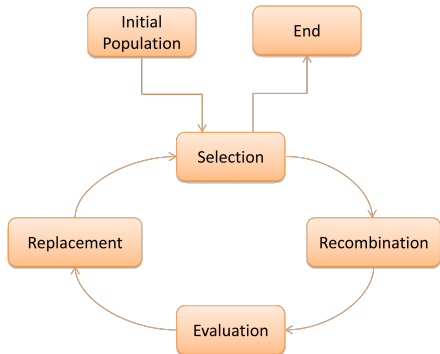 Initial
Population
End
Selection
Replacement
Recombination
Evaluation